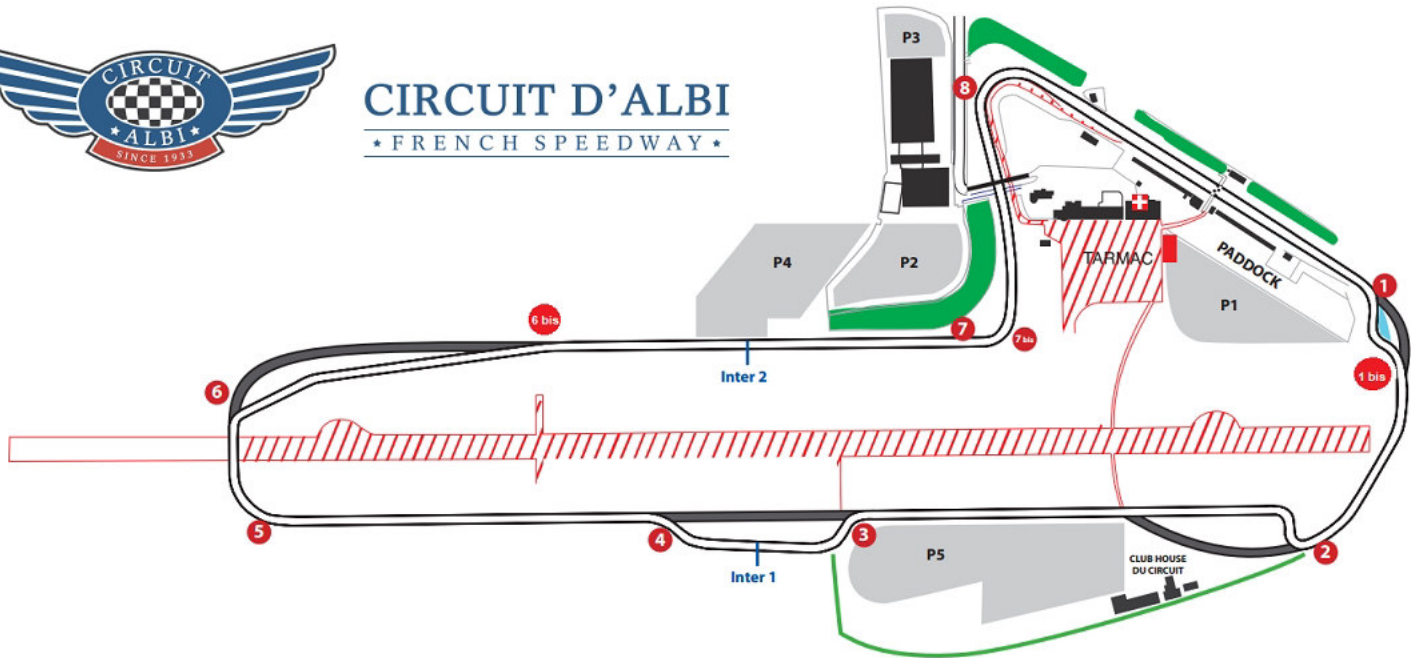 CIRCUIT
ALBI
SINCE 1933
CIRCUIT D'ALBI
FRENCH SPEEDWAY
P3
8
P4
P2
TARMAC
PADDOCK
P1
1
6 bis
7
7 bis
Inter 2
1 bis
6
5
4
3
2
Inter 1
P5
CLUB HOUSE
DU CIRCUIT